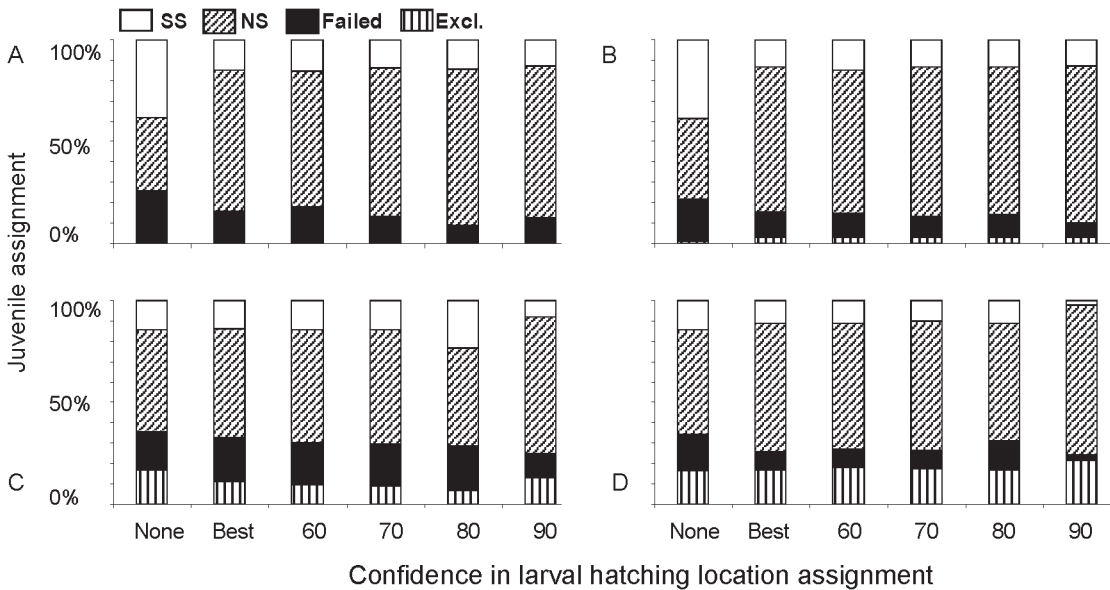 SS NS Failed Excl.
A
100%
50%
0%
B
Juvenile assignment
100%
50%
0%
C
D
None Best 60 70 80 90
None Best 60 70 80 90
Confidence in larval hatching location assignment